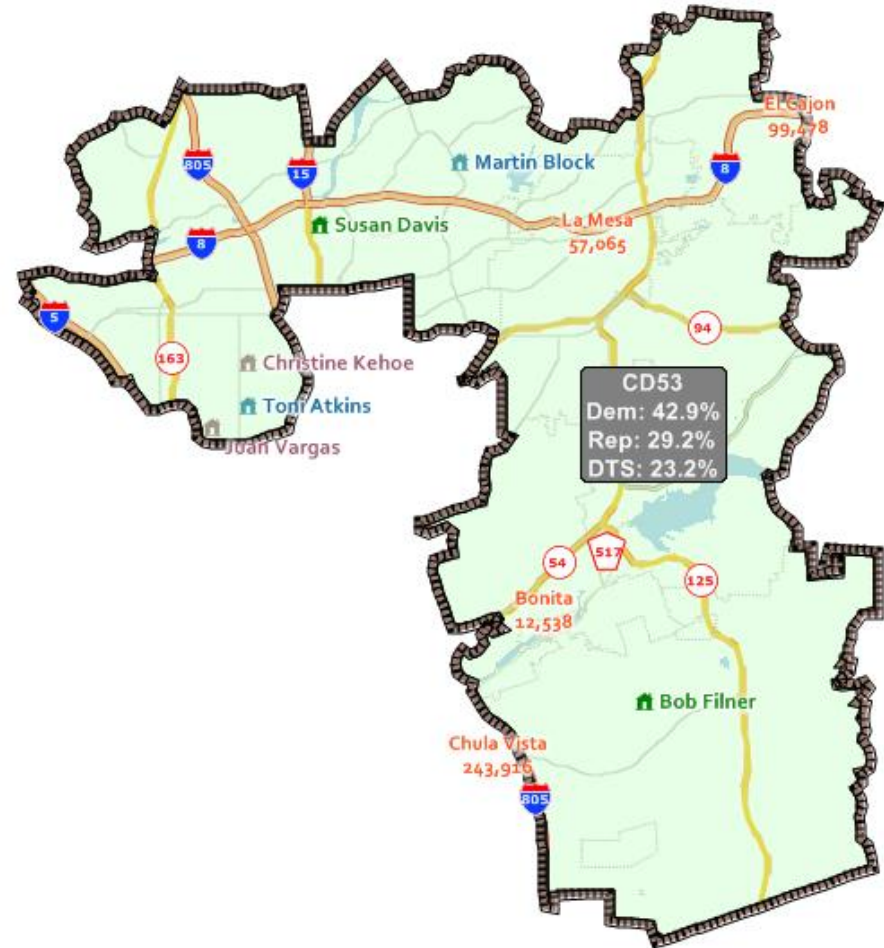 El Cajon
99,478
805
15
Martin Block
8
La Mesa
57,065
Susan Davis
8
5
163
94
Christine Kehoe
Toni Atkins
Juan Vargas
CD53
Dem: 42.9%
Rep: 29.2%
DTS: 23.2%
54
517
125
Bonita
12,538
Bob Filner
Chula Vista
243,916
805